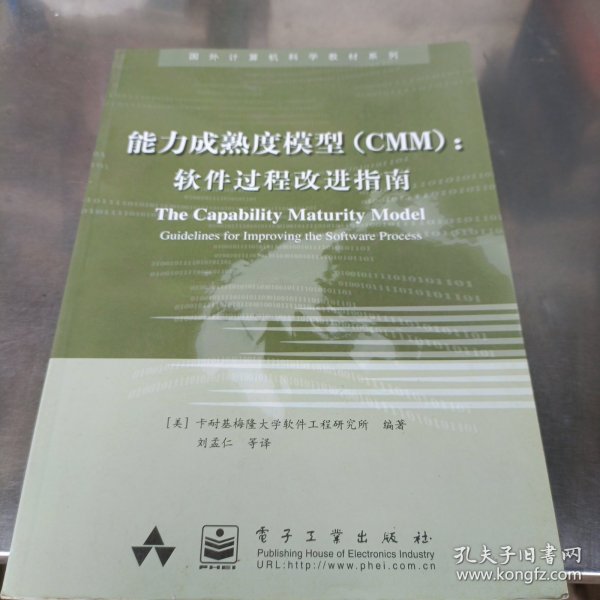 国外计算机科学教材系列
能力成熟度模型(CMM):
软件过程改进指南
The Capability Maturity Model
Guidelines for Improving the Software Process
[美] 卡耐基梅隆大学软件工程研究所 编著
刘孟仁 等译
PHEI
電子工業出版社
Publishing House of Electronics Industry
URL:http://www.phei.com.cn
孔夫子旧书网
www.kongfz.com